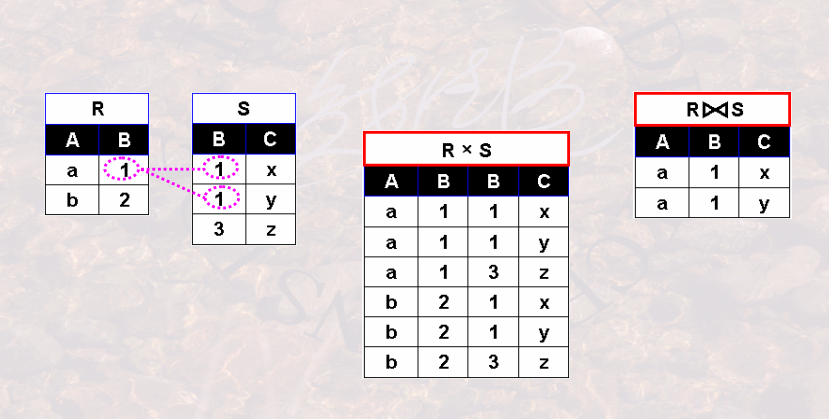 R
A B
a 1
b 2
S
B C
1 x
1 y
3 z
R × S
A B B C
a 1 1 x
a 1 1 y
a 1 3 z
b 2 1 x
b 2 1 y
b 2 3 z
R⋈S
A B C
a 1 x
a 1 y